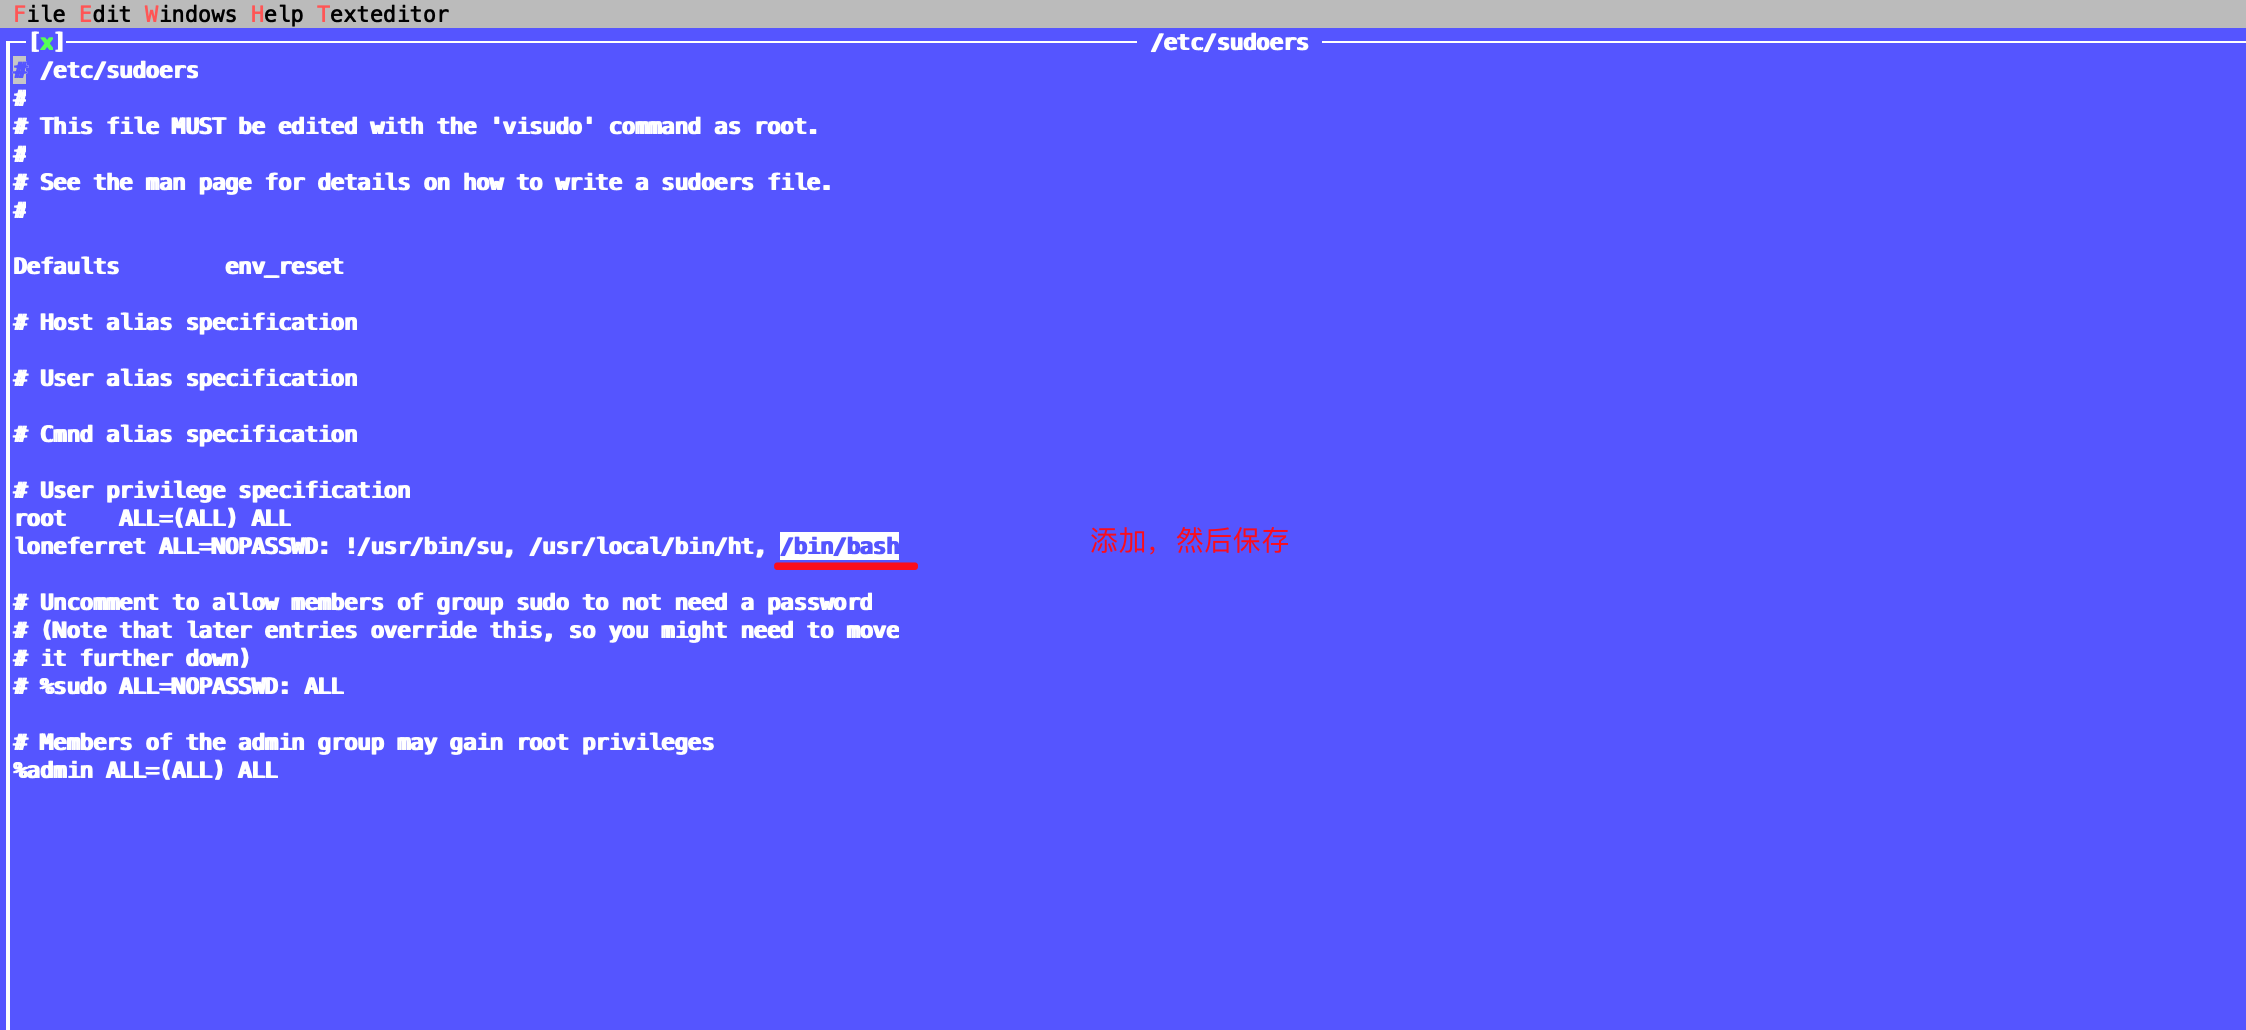 File Edit Windows Help Texteditor
[x] /etc/sudoers
# /etc/sudoers
#
# This file MUST be edited with the 'visudo' command as root.
#
# See the man page for details on how to write a sudoers file.
#
Defaults env_reset
# Host alias specification
# User alias specification
# Cmnd alias specification
# User privilege specification
root ALL=(ALL) ALL
loneferret ALL=NOPASSWD: !/usr/bin/su, /usr/local/bin/ht, /bin/bash
添加，然后保存
# Uncomment to allow members of group sudo to not need a password
# (Note that later entries override this, so you might need to move
# it further down)
# %sudo ALL=NOPASSWD: ALL
# Members of the admin group may gain root privileges
%admin ALL=(ALL) ALL